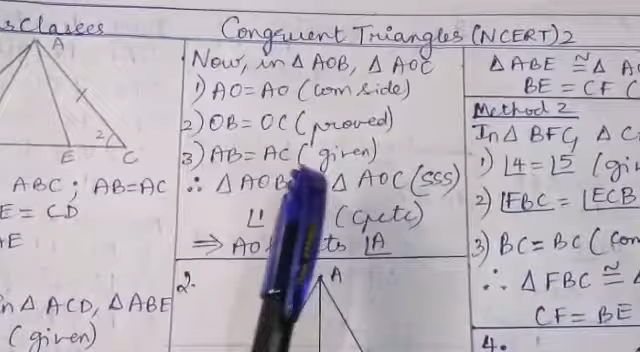 s Classes
Congruent Triangles (NCERT) 2
A
2
E
C
ABC; AB=AC
E = CD
AE
In Δ ACD, Δ ABE
(given)
Now, in Δ AOB, Δ AOC
1) AO=AO (com side)
2) OB=OC (proved)
3) AB=AC (given)
∴ Δ AOB Δ AOC (SSS)
(cpctc)
⇒ AO ∠A
2.
A
Δ ABE ≅ Δ A
BE = CF C
Method 2
In Δ BFC, Δ C
1) ∠4=∠5 (giv
2) ∠FBC = ∠ECB
3) BC=BC (com
∴ Δ FBC ≅ Δ
CF = BE
4.